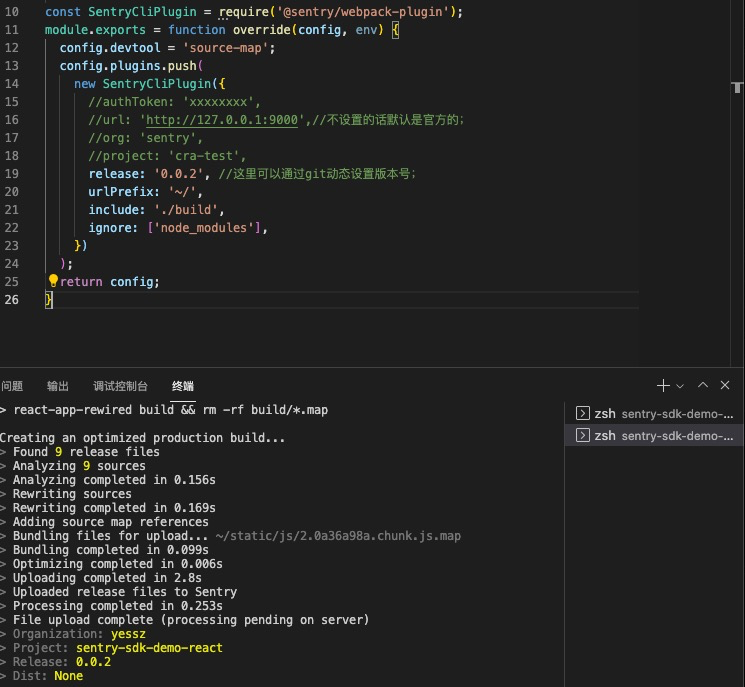 10 const SentryCliPlugin = require('@sentry/webpack-plugin');
11 module.exports = function override(config, env) {
12 config.devtool = 'source-map';
13 config.plugins.push(
14 new SentryCliPlugin({
15 //authToken: 'xxxxxxxx',
16 //url: 'http://127.0.0.1:9000',//不设置的话默认是官方的;
17 //org: 'sentry',
18 //project: 'cra-test',
19 release: '0.0.2', //这里可以通过git动态设置版本号;
20 urlPrefix: '~/',
21 include: './build',
22 ignore: ['node_modules'],
23 })
24 );
25 return config;
26 }
问题 输出 调试控制台 终端
> react-app-rewired build && rm -rf build/*.map
Creating an optimized production build...
> Found 9 release files
> Analyzing 9 sources
> Analyzing completed in 0.156s
> Rewriting sources
> Rewriting completed in 0.169s
> Adding source map references
> Bundling files for upload... ~/static/js/2.0a36a98a.chunk.js.map
> Bundling completed in 0.099s
> Optimizing completed in 0.006s
> Uploading completed in 2.8s
> Uploaded release files to Sentry
> Processing completed in 0.253s
> File upload complete (processing pending on server)
> Organization: yessz
> Project: sentry-sdk-demo-react
> Release: 0.0.2
> Dist: None
zsh sentry-sdk-demo-...
zsh sentry-sdk-demo-...